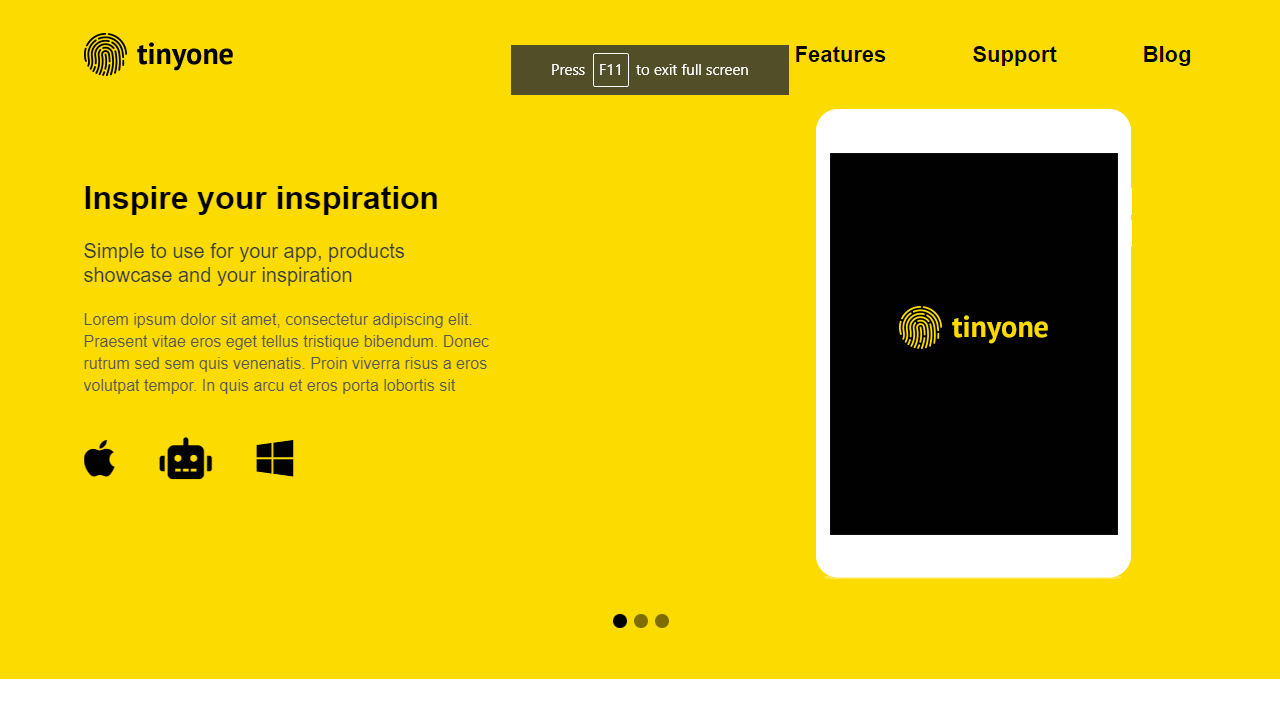 tinyone
Press F11 to exit full screen
Features
Support
Blog
Inspire your inspiration
Simple to use for your app, products
showcase and your inspiration
Lorem ipsum dolor sit amet, consectetur adipiscing elit.
Praesent vitae eros eget tellus tristique bibendum. Donec
rutrum sed sem quis venenatis. Proin viverra risus a eros
volutpat tempor. In quis arcu et eros porta lobortis sit
tinyone